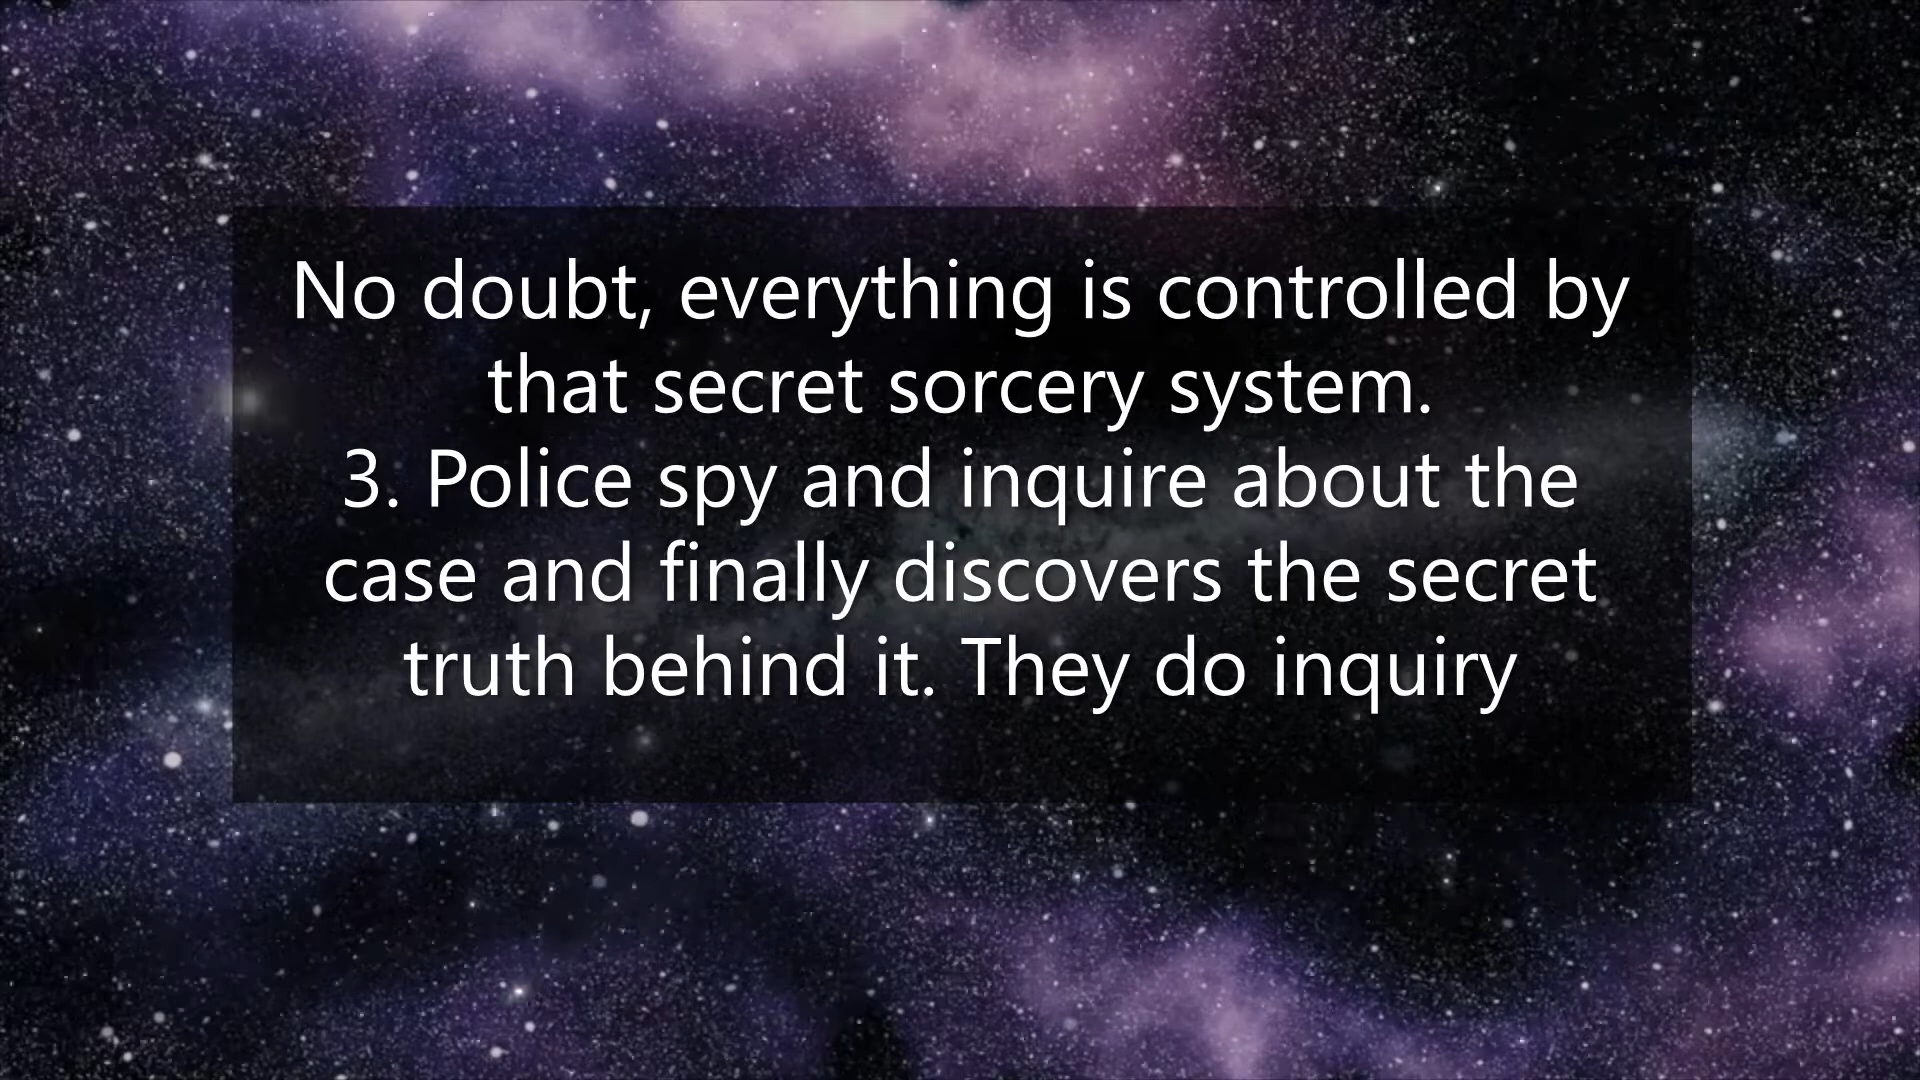 No doubt, everything is controlled by
that secret sorcery system.
3. Police spy and inquire about the
case and finally discovers the secret
truth behind it. They do inquiry